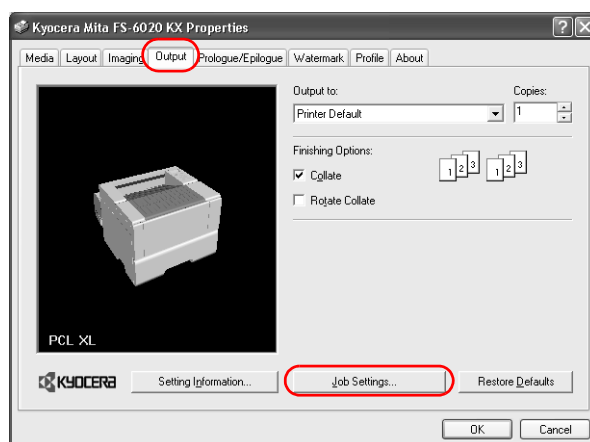 Kyocera Mita FS-6020 KX Properties
Media Layout Imaging Output Prologue/Epilogue Watermark Profile About
Output to: Copies:
Printer Default 1
Finishing Options:
Collate 1 2 3 1 2 3
Rotate Collate
PCL XL
KYOCERA Setting Information... Job Settings... Restore Defaults
OK Cancel